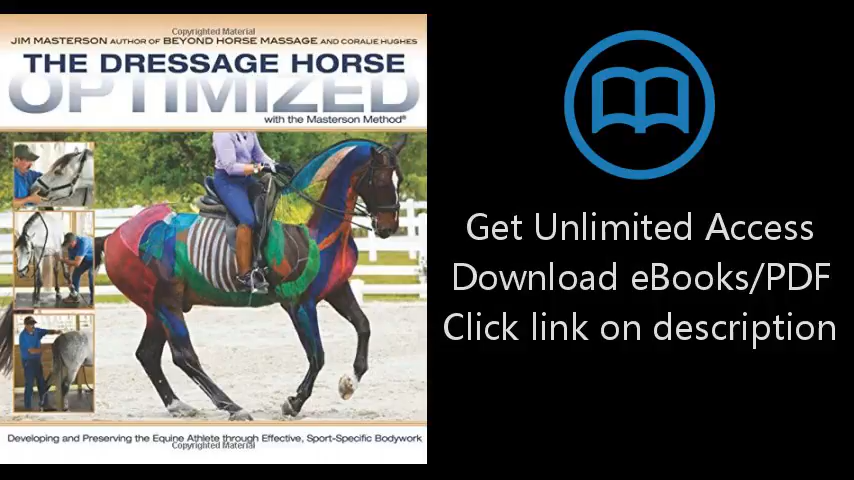 Copyrighted Material
JIM MASTERSON AUTHOR OF BEYOND HORSE MASSAGE AND CORALIE HUGHES
THE DRESSAGE HORSE
OPTIMIZED
with the Masterson Method®
Developing and Preserving the Equine Athlete through Effective, Sport-Specific Bodywork
Copyrighted Material
Get Unlimited Access
Download eBooks/PDF
Click link on description